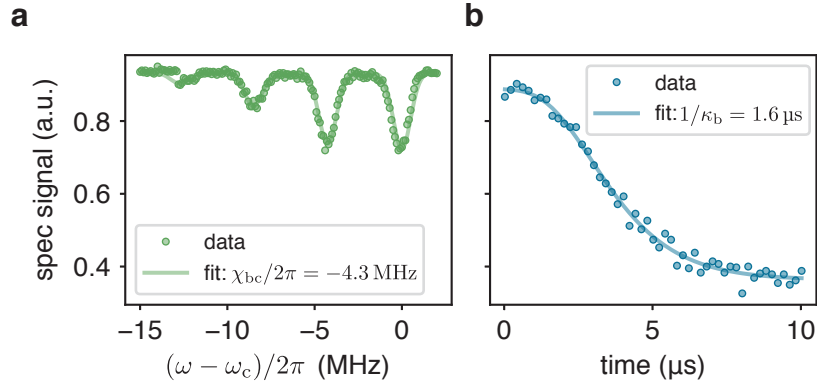 a
b
spec signal (a.u.)
0.8
0.6
0.4
data
fit: χbc/2π = −4.3 MHz
−15
−10
−5
0
(ω − ωc)/2π (MHz)
data
fit: 1/κb = 1.6 μs
0
5
10
time (μs)